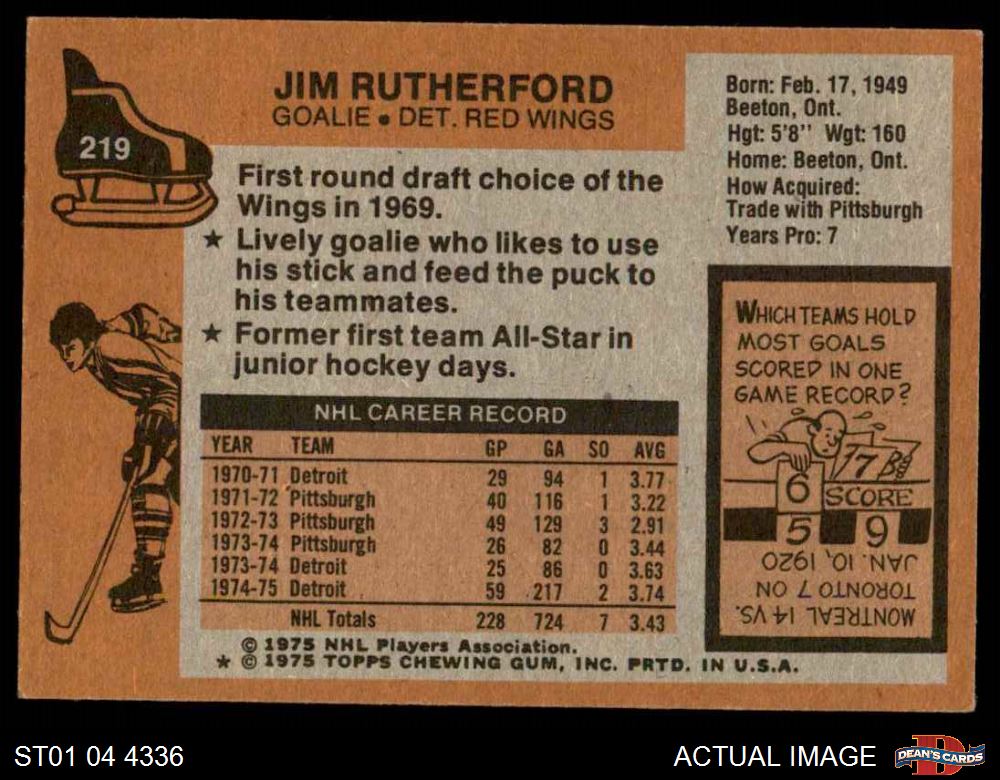 219
JIM RUTHERFORD
GOALIE • DET. RED WINGS
First round draft choice of the
Wings in 1969.
★ Lively goalie who likes to use
his stick and feed the puck to
his teammates.
★ Former first team All-Star in
junior hockey days.
NHL CAREER RECORD
YEAR TEAM GP GA SO AVG
1970-71 Detroit 29 94 1 3.77
1971-72 Pittsburgh 40 116 1 3.22
1972-73 Pittsburgh 49 129 3 2.91
1973-74 Pittsburgh 26 82 0 3.44
1973-74 Detroit 25 86 0 3.63
1974-75 Detroit 59 217 2 3.74
NHL Totals 228 724 7 3.43
© 1975 NHL Players Association.
★ © 1975 TOPPS CHEWING GUM, INC. PRTD. IN U.S.A.
Born: Feb. 17, 1949
Beeton, Ont.
Hgt: 5'8" Wgt: 160
Home: Beeton, Ont.
How Acquired:
Trade with Pittsburgh
Years Pro: 7
WHICH TEAMS HOLD
MOST GOALS
SCORED IN ONE
GAME RECORD?
7 8
6 SCORE
5 9
MONTREAL 14 VS.
TORONTO 7 ON
JAN. 10, 1920
ST01 04 4336
ACTUAL IMAGE
D
DEAN'S CARDS